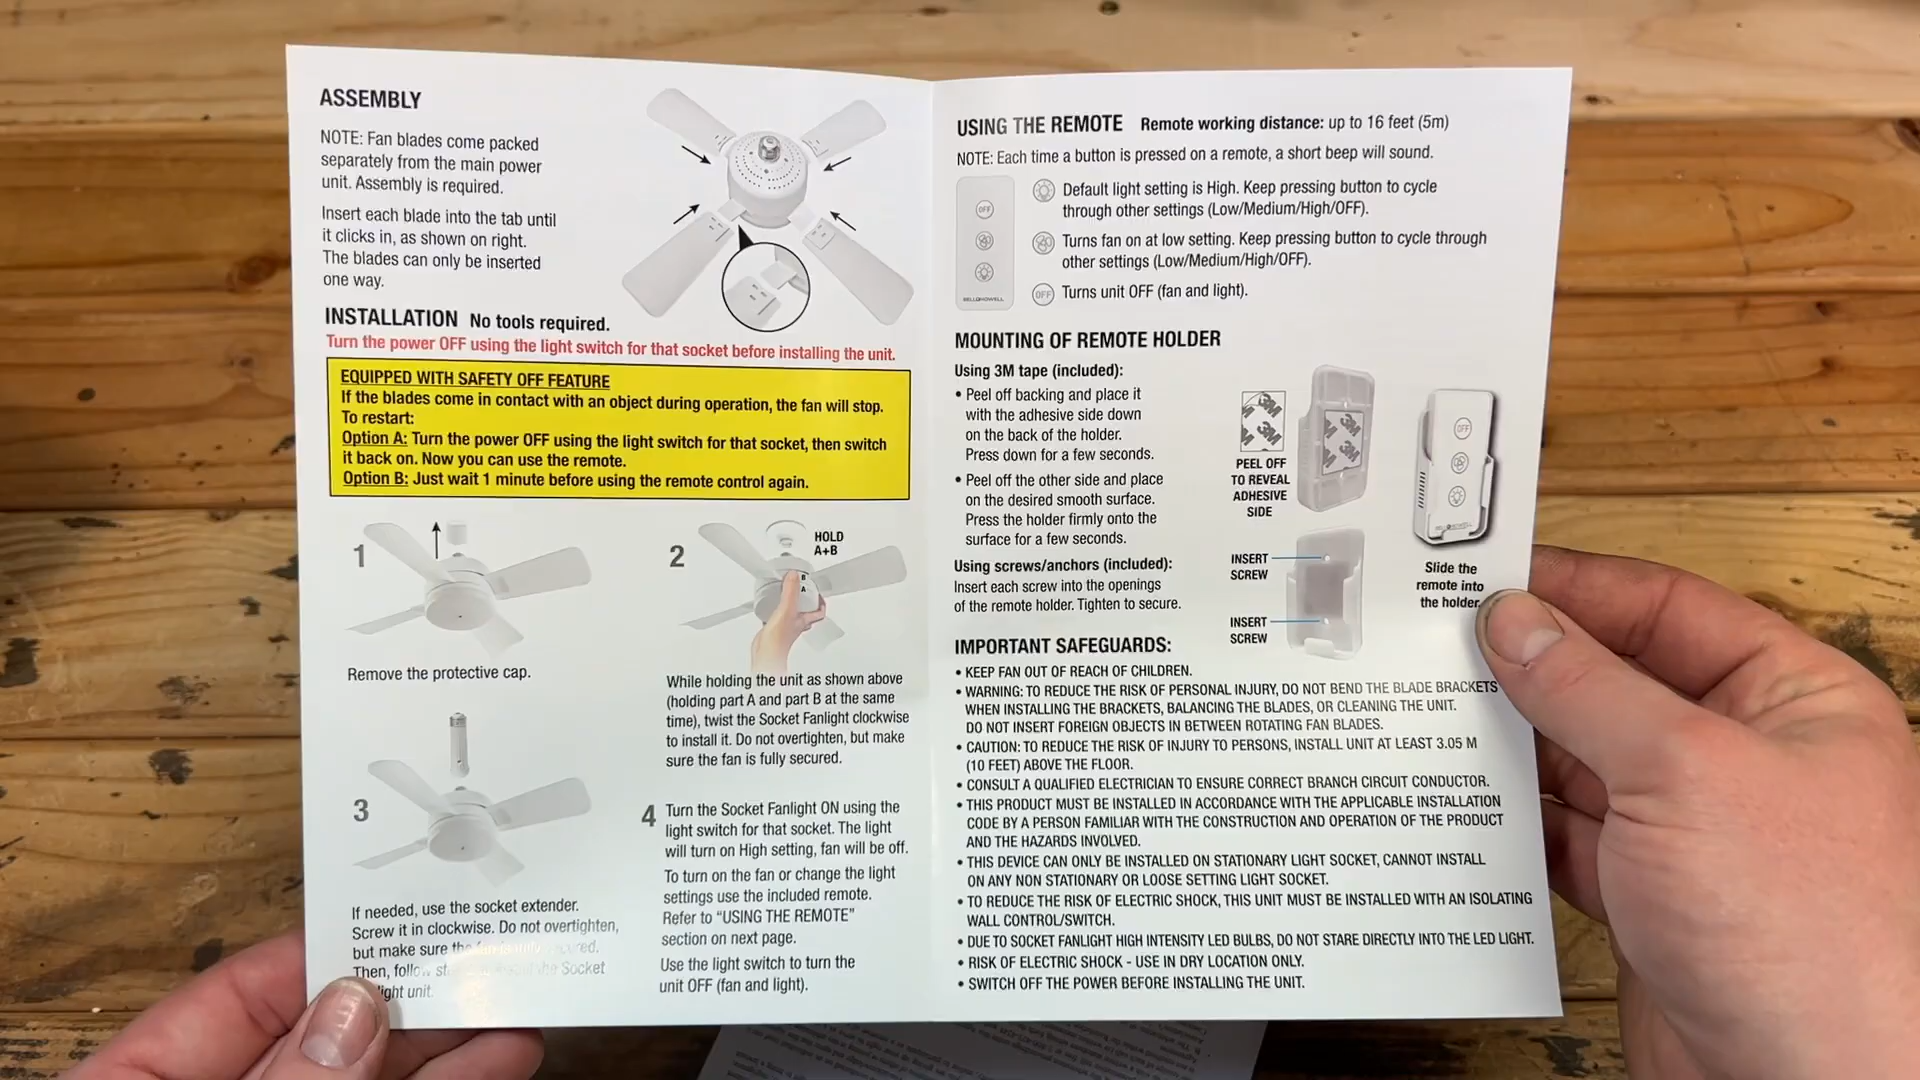 ASSEMBLY
NOTE: Fan blades come packed
separately from the main power
unit. Assembly is required.
Insert each blade into the tab until
it clicks in, as shown on right.
The blades can only be inserted
one way.
INSTALLATION No tools required.
Turn the power OFF using the light switch for that socket before installing the unit.
EQUIPPED WITH SAFETY OFF FEATURE
If the blades come in contact with an object during operation, the fan will stop.
To restart:
Option A: Turn the power OFF using the light switch for that socket, then switch
it back on. Now you can use the remote.
Option B: Just wait 1 minute before using the remote control again.
1
Remove the protective cap.
2
HOLD
A+B
B
A
While holding the unit as shown above
(holding part A and part B at the same
time), twist the Socket Fanlight clockwise
to install it. Do not overtighten, but make
sure the fan is fully secured.
3
If needed, use the socket extender.
Screw it in clockwise. Do not overtighten,
but make sure
Then, the Socket
unit.
4
Turn the Socket Fanlight ON using the
light switch for that socket. The light
will turn on High setting, fan will be off.
To turn on the fan or change the light
settings use the included remote.
Refer to “USING THE REMOTE”
section on next page.
Use the light switch to turn the
unit OFF (fan and light).
USING THE REMOTE Remote working distance: up to 16 feet (5m)
NOTE: Each time a button is pressed on a remote, a short beep will sound.
OFF
BELL+HOWELL
Default light setting is High. Keep pressing button to cycle
through other settings (Low/Medium/High/OFF).
Turns fan on at low setting. Keep pressing button to cycle through
other settings (Low/Medium/High/OFF).
OFF Turns unit OFF (fan and light).
MOUNTING OF REMOTE HOLDER
Using 3M tape (included):
• Peel off backing and place it
with the adhesive side down
on the back of the holder.
Press down for a few seconds.
• Peel off the other side and place
on the desired smooth surface.
Press the holder firmly onto the
surface for a few seconds.
Using screws/anchors (included):
Insert each screw into the openings
of the remote holder. Tighten to secure.
3M
3M
3M
3M
PEEL OFF
TO REVEAL
ADHESIVE
SIDE
INSERT
SCREW
INSERT
SCREW
OFF
BELL+HOWELL
Slide the
remote into
the holder.
IMPORTANT SAFEGUARDS:
• KEEP FAN OUT OF REACH OF CHILDREN.
• WARNING: TO REDUCE THE RISK OF PERSONAL INJURY, DO NOT BEND THE BLADE BRACKETS
WHEN INSTALLING THE BRACKETS, BALANCING THE BLADES, OR CLEANING THE UNIT.
DO NOT INSERT FOREIGN OBJECTS IN BETWEEN ROTATING FAN BLADES.
• CAUTION: TO REDUCE THE RISK OF INJURY TO PERSONS, INSTALL UNIT AT LEAST 3.05 M
(10 FEET) ABOVE THE FLOOR.
• CONSULT A QUALIFIED ELECTRICIAN TO ENSURE CORRECT BRANCH CIRCUIT CONDUCTOR.
• THIS PRODUCT MUST BE INSTALLED IN ACCORDANCE WITH THE APPLICABLE INSTALLATION
CODE BY A PERSON FAMILIAR WITH THE CONSTRUCTION AND OPERATION OF THE PRODUCT
AND THE HAZARDS INVOLVED.
• THIS DEVICE CAN ONLY BE INSTALLED ON STATIONARY LIGHT SOCKET, CANNOT INSTALL
ON ANY NON STATIONARY OR LOOSE SETTING LIGHT SOCKET.
• TO REDUCE THE RISK OF ELECTRIC SHOCK, THIS UNIT MUST BE INSTALLED WITH AN ISOLATING
WALL CONTROL/SWITCH.
• DUE TO SOCKET FANLIGHT HIGH INTENSITY LED BULBS, DO NOT STARE DIRECTLY INTO THE LED LIGHT.
• RISK OF ELECTRIC SHOCK - USE IN DRY LOCATION ONLY.
• SWITCH OFF THE POWER BEFORE INSTALLING THE UNIT.